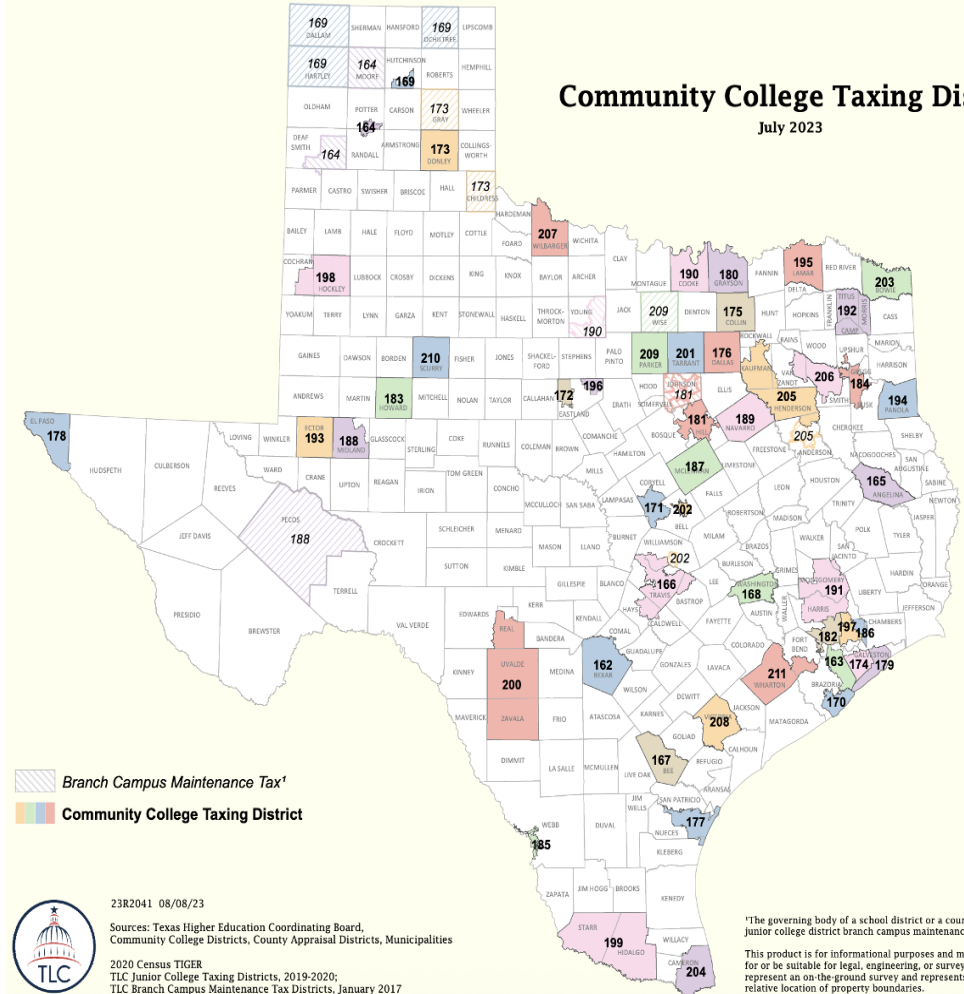 Community College Taxing Dis
July 2023
169 DALLAM
SHERMAN
HANSFORD
169 OCHILTREE
LIPSCOMB
169 HARTLEY
164 MOORE
HUTCHINSON
169
ROBERTS
HEMPHILL
OLDHAM
POTTER
164
CARSON
173 GRAY
WHEELER
DEAF SMITH
164
RANDALL
ARMSTRONG
173 DONLEY
COLLINGS-WORTH
PARMER
CASTRO
SWISHER
BRISCOE
HALL
173 CHILDRESS
HARDEMAN
BAILEY
LAMB
HALE
FLOYD
MOTLEY
COTTLE
FOARD
207 WILBARGER
WICHITA
CLAY
COCHRAN
198 HOCKLEY
LUBBOCK
CROSBY
DICKENS
KING
KNOX
BAYLOR
ARCHER
MONTAGUE
190 COOKE
180 GRAYSON
FANNIN
195 LAMAR
RED RIVER
203 BOWIE
DELTA
YOAKUM
TERRY
LYNN
GARZA
KENT
STONEWALL
HASKELL
THROCK-MORTON
YOUNG
190
JACK
209 WISE
DENTON
175 COLLIN
HUNT
HOPKINS
FRANKLIN
TITUS
192
CAMP
MORRIS
CASS
ROCKWALL
RAINS
WOOD
UPSHUR
MARION
GAINES
DAWSON
BORDEN
210 SCURRY
FISHER
JONES
SHACKEL-FORD
STEPHENS
PALO PINTO
209 PARKER
201 TARRANT
176 DALLAS
KAUFMAN
VAN ZANDT
206
SMITH
184
RUSK
HARRISON
194 PANOLA
ANDREWS
MARTIN
183 HOWARD
MITCHELL
NOLAN
TAYLOR
CALLAHAN
172
EASTLAND
196
ERATH
HOOD
SOMERVELL
JOHNSON
181
ELLIS
205 HENDERSON
EL PASO
178
HUDSPETH
CULBERSON
REEVES
LOVING
WINKLER
ECTOR
193
188 MIDLAND
GLASSCOCK
STERLING
COKE
RUNNELS
COLEMAN
BROWN
COMANCHE
BOSQUE
181 HILL
189 NAVARRO
205
ANDERSON
CHEROKEE
NACOGDOCHES
SHELBY
SAN AUGUSTINE
SABINE
WARD
CRANE
UPTON
REAGAN
IRION
TOM GREEN
CONCHO
MCCULLOCH
SAN SABA
MILLS
HAMILTON
CORYELL
187
LIMESTONE
FREESTONE
LEON
HOUSTON
TRINITY
165 ANGELINA
NEWTON
JASPER
LAMPASAS
171
202
BELL
FALLS
ROBERTSON
MADISON
WALKER
POLK
TYLER
JEFF DAVIS
PECOS
188
CROCKETT
SCHLEICHER
MENARD
MASON
LLANO
BURNET
WILLIAMSON
202
MILAM
BRAZOS
BURLESON
GRIMES
SAN JACINTO
HARDIN
ORANGE
PRESIDIO
BREWSTER
TERRELL
SUTTON
KIMBLE
GILLESPIE
BLANCO
166 TRAVIS
HAYS
BASTROP
LEE
WASHINGTON
168
AUSTIN
WALLER
MONTGOMERY
191
HARRIS
LIBERTY
JEFFERSON
CHAMBERS
VAL VERDE
EDWARDS
KERR
KENDALL
COMAL
CALDWELL
FAYETTE
COLORADO
FORT BEND
182
197
186
REAL
BANDERA
GUADALUPE
GONZALES
LAVACA
163
174
GALVESTON
179
BRAZORIA
170
KINNEY
UVALDE
200
MEDINA
162 BEXAR
WILSON
DEWITT
JACKSON
211 WHARTON
MATAGORDA
MAVERICK
ZAVALA
FRIO
ATASCOSA
KARNES
GOLIAD
208
CALHOUN
DIMMIT
LA SALLE
MCMULLEN
LIVE OAK
167 BEE
REFUGIO
ARANSAS
WEBB
185
DUVAL
JIM WELLS
SAN PATRICIO
177
NUECES
KLEBERG
ZAPATA
JIM HOGG
BROOKS
KENEDY
STARR
199
HIDALGO
WILLACY
CAMERON
204
Branch Campus Maintenance Tax¹
Community College Taxing District
23R2041 08/08/23
Sources: Texas Higher Education Coordinating Board,
Community College Districts, County Appraisal Districts, Municipalities
2020 Census TIGER
TLC Junior College Taxing Districts, 2019-2020;
TLC Branch Campus Maintenance Tax Districts, January 2017
TLC
¹The governing body of a school district or a cour
junior college district branch campus maintenanc
This product is for informational purposes and m
for or be suitable for legal, engineering, or survey
represent an on-the-ground survey and represents
relative location of property boundaries.